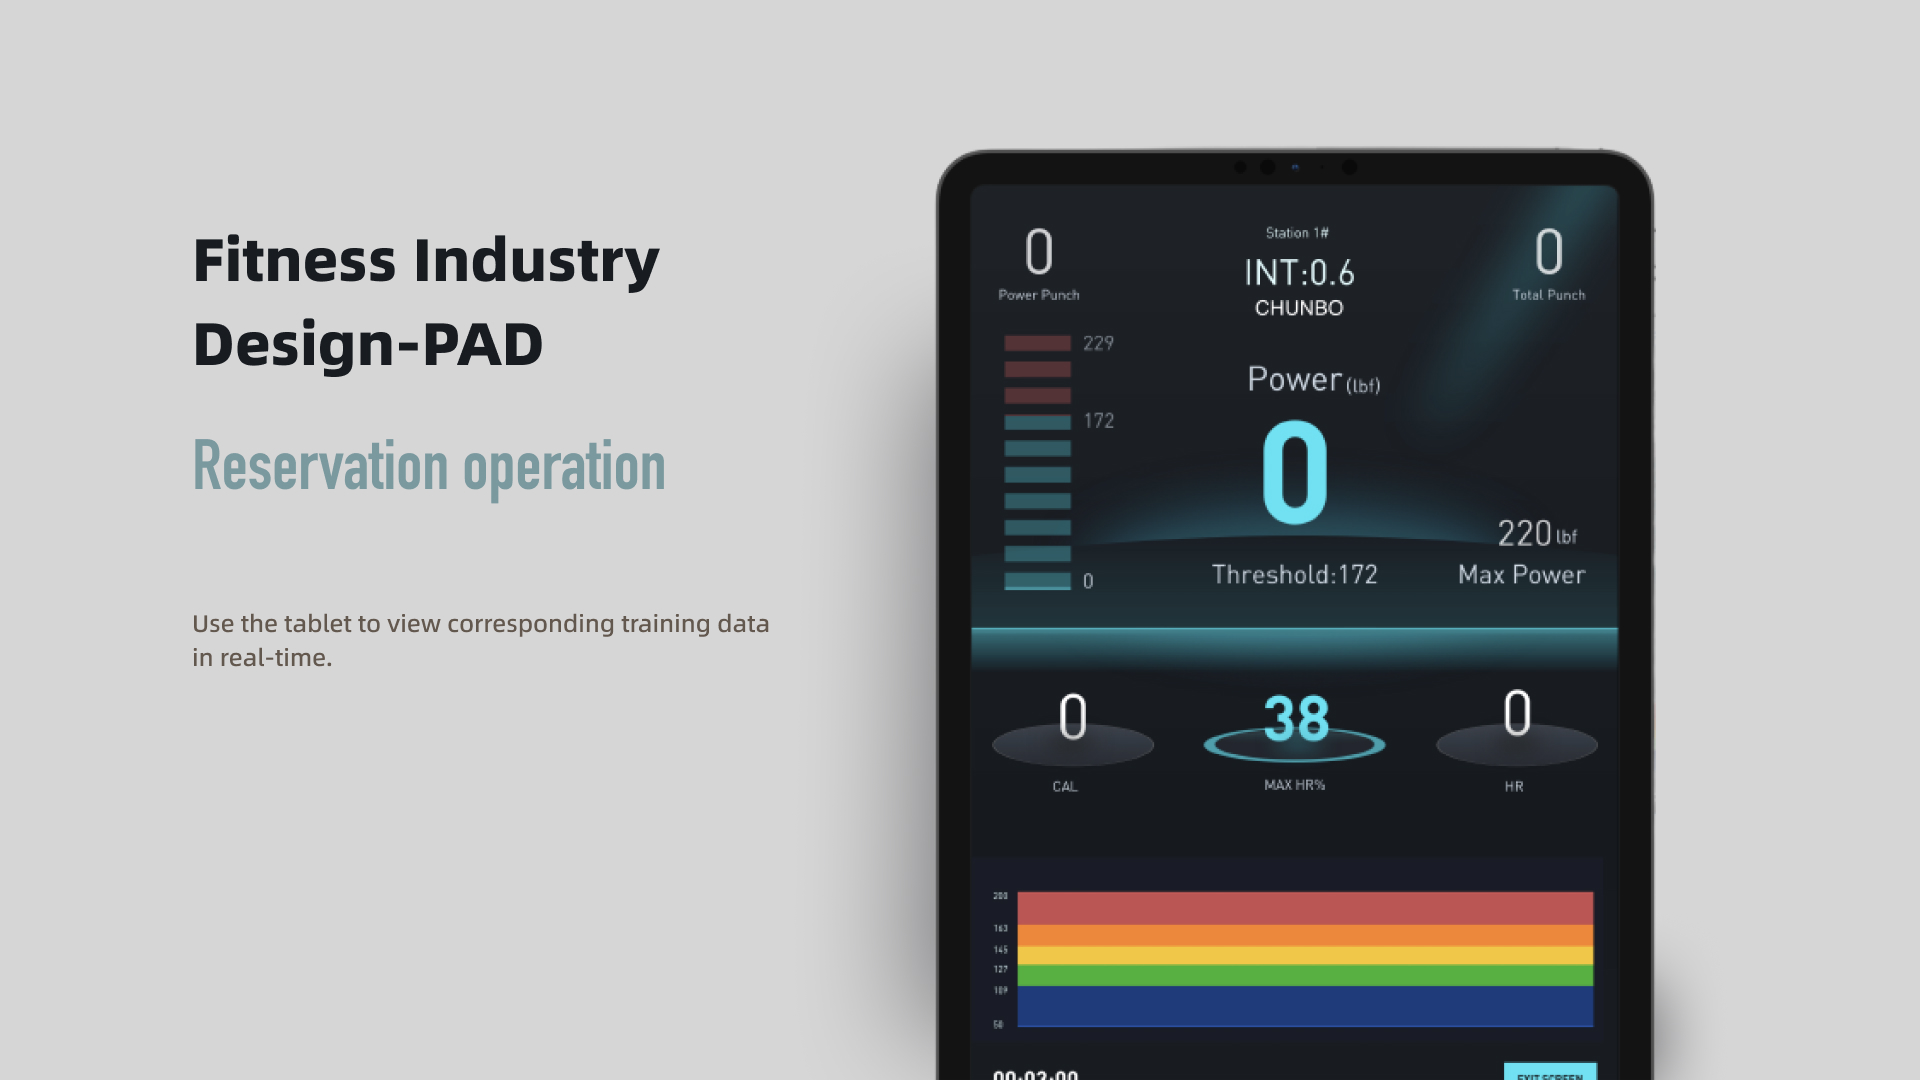 Fitness Industry
Design-PAD
Reservation operation
Use the tablet to view corresponding training data
in real-time.
0
Power Punch
Station 1#
INT:0.6
CHUNBO
0
Total Punch
229
172
0
Power (lbf)
0
Threshold:172
220 lbf
Max Power
0
CAL
38
MAX HR%
0
HR
200
163
145
127
109
50
00:03:00
EXIT SCREEN